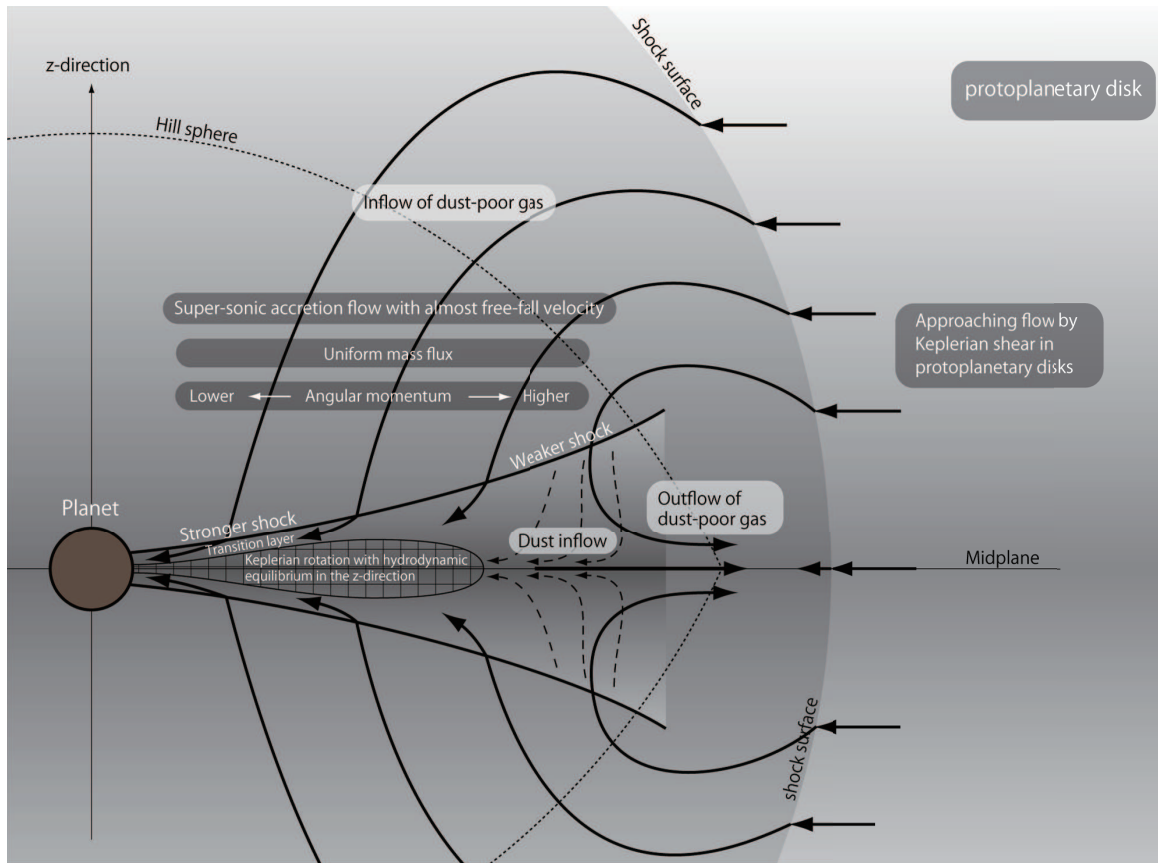 Shock surface
z-direction
protoplanetary disk
Hill sphere
Inflow of dust-poor gas
Super-sonic accretion flow with almost free-fall velocity
Approaching flow by
Keplerian shear in
protoplanetary disks
Uniform mass flux
Lower
Angular momentum
Higher
Weaker shock
Planet
Outflow of
dust-poor gas
Stronger shock
Transition layer
Dust inflow
Keplerian rotation with hydrodynamic
equilibrium in the z-direction
Midplane
shock surface